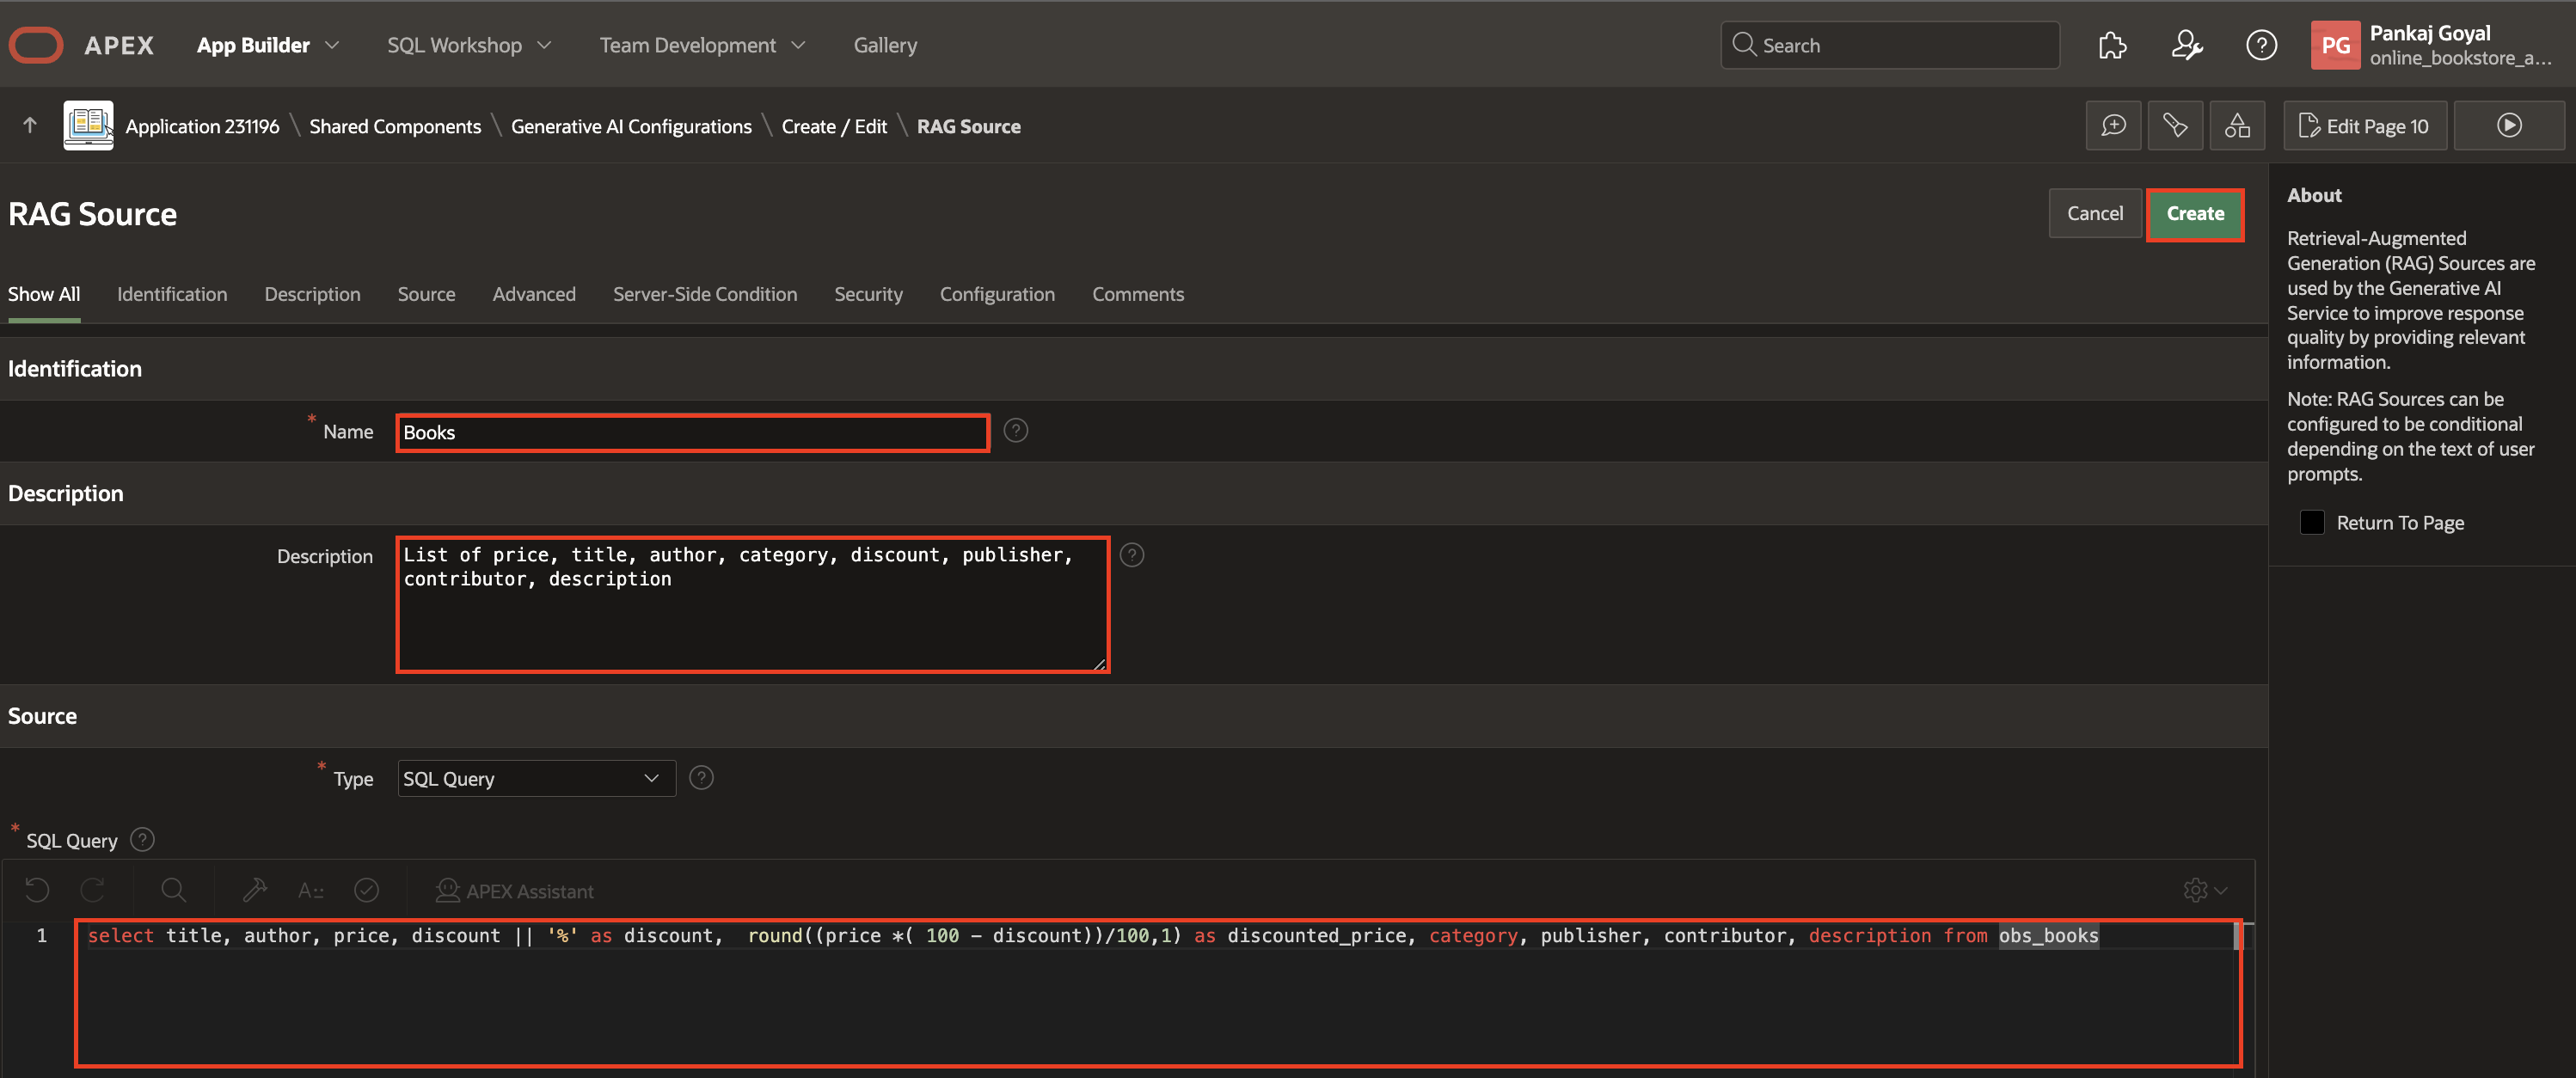 APEX App Builder SQL Workshop Team Development Gallery Search PG Pankaj Goyal
online_bookstore_a...
Application 231196 \ Shared Components \ Generative AI Configurations \ Create / Edit \ RAG Source Edit Page 10
RAG Source Cancel Create
Show All Identification Description Source Advanced Server-Side Condition Security Configuration Comments
Identification
* Name Books
Description
Description List of price, title, author, category, discount, publisher,
contributor, description
Source
* Type SQL Query
* SQL Query
APEX Assistant
1 select title, author, price, discount || '%' as discount,  round((price *( 100 - discount))/100,1) as discounted_price, category, publisher, contributor, description from obs_books
About
Retrieval-Augmented
Generation (RAG) Sources are
used by the Generative AI
Service to improve response
quality by providing relevant
information.
Note: RAG Sources can be
configured to be conditional
depending on the text of user
prompts.
Return To Page